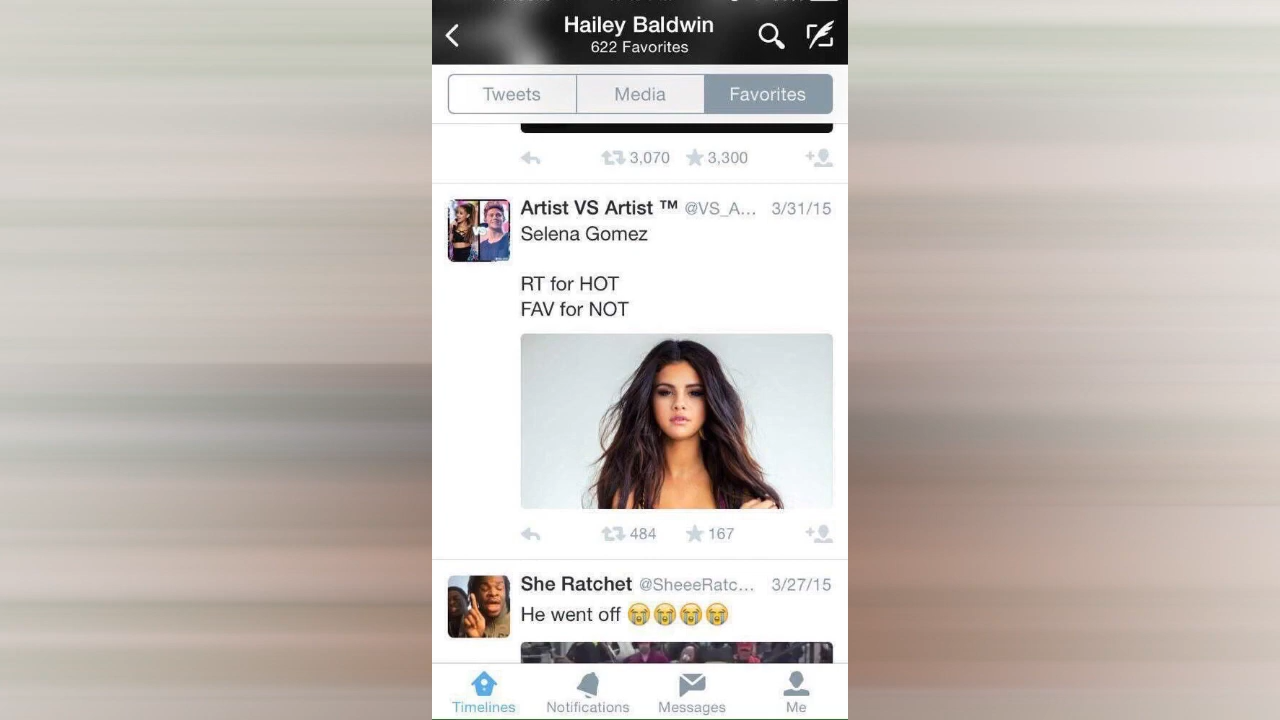 Hailey Baldwin
622 Favorites
Tweets Media Favorites
3,070 3,300
Artist VS Artist ™ @VS_A... 3/31/15
Selena Gomez
RT for HOT
FAV for NOT
484 167
She Ratchet @SheeeRatc... 3/27/15
He went off 😭😭😭😭
Timelines Notifications Messages Me